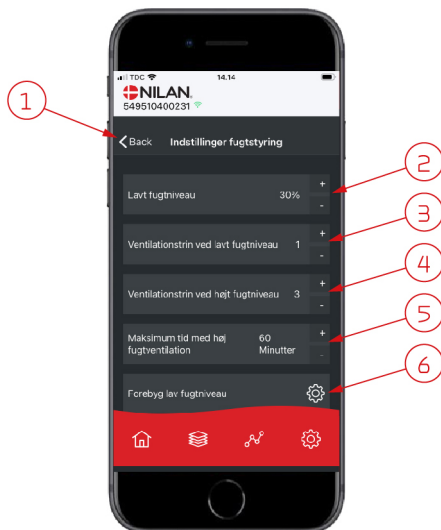 TDC 14.14
NILAN
549510400231
Back Indstillinger fugtstyring
Lavt fugtniveau 30% + -
Ventilationstrin ved lavt fugtniveau 1 + -
Ventilationstrin ved højt fugtniveau 3 + -
Maksimum tid med høj 60 +
fugtventilation Minutter -
Forebyg lav fugtniveau
1
2
3
4
5
6